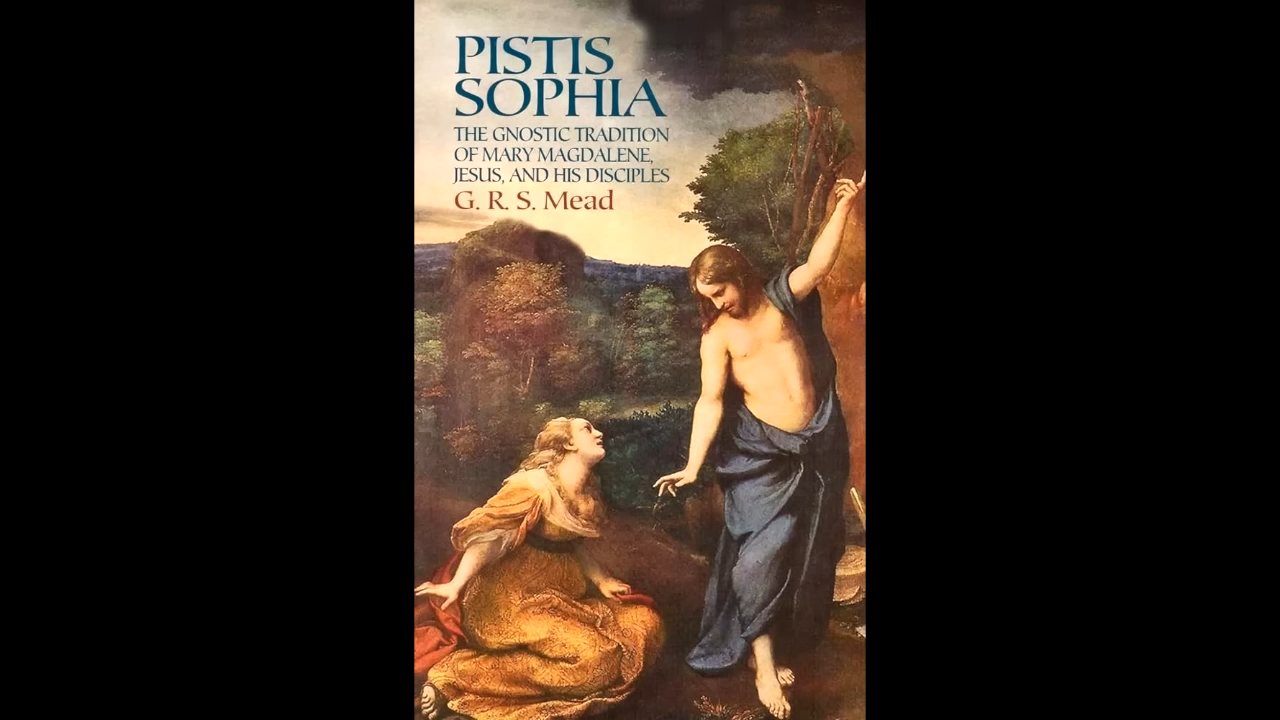 PISTIS
SOPHIA
THE GNOSTIC TRADITION
OF MARY MAGDALENE,
JESUS, AND HIS DISCIPLES
G. R. S. Mead